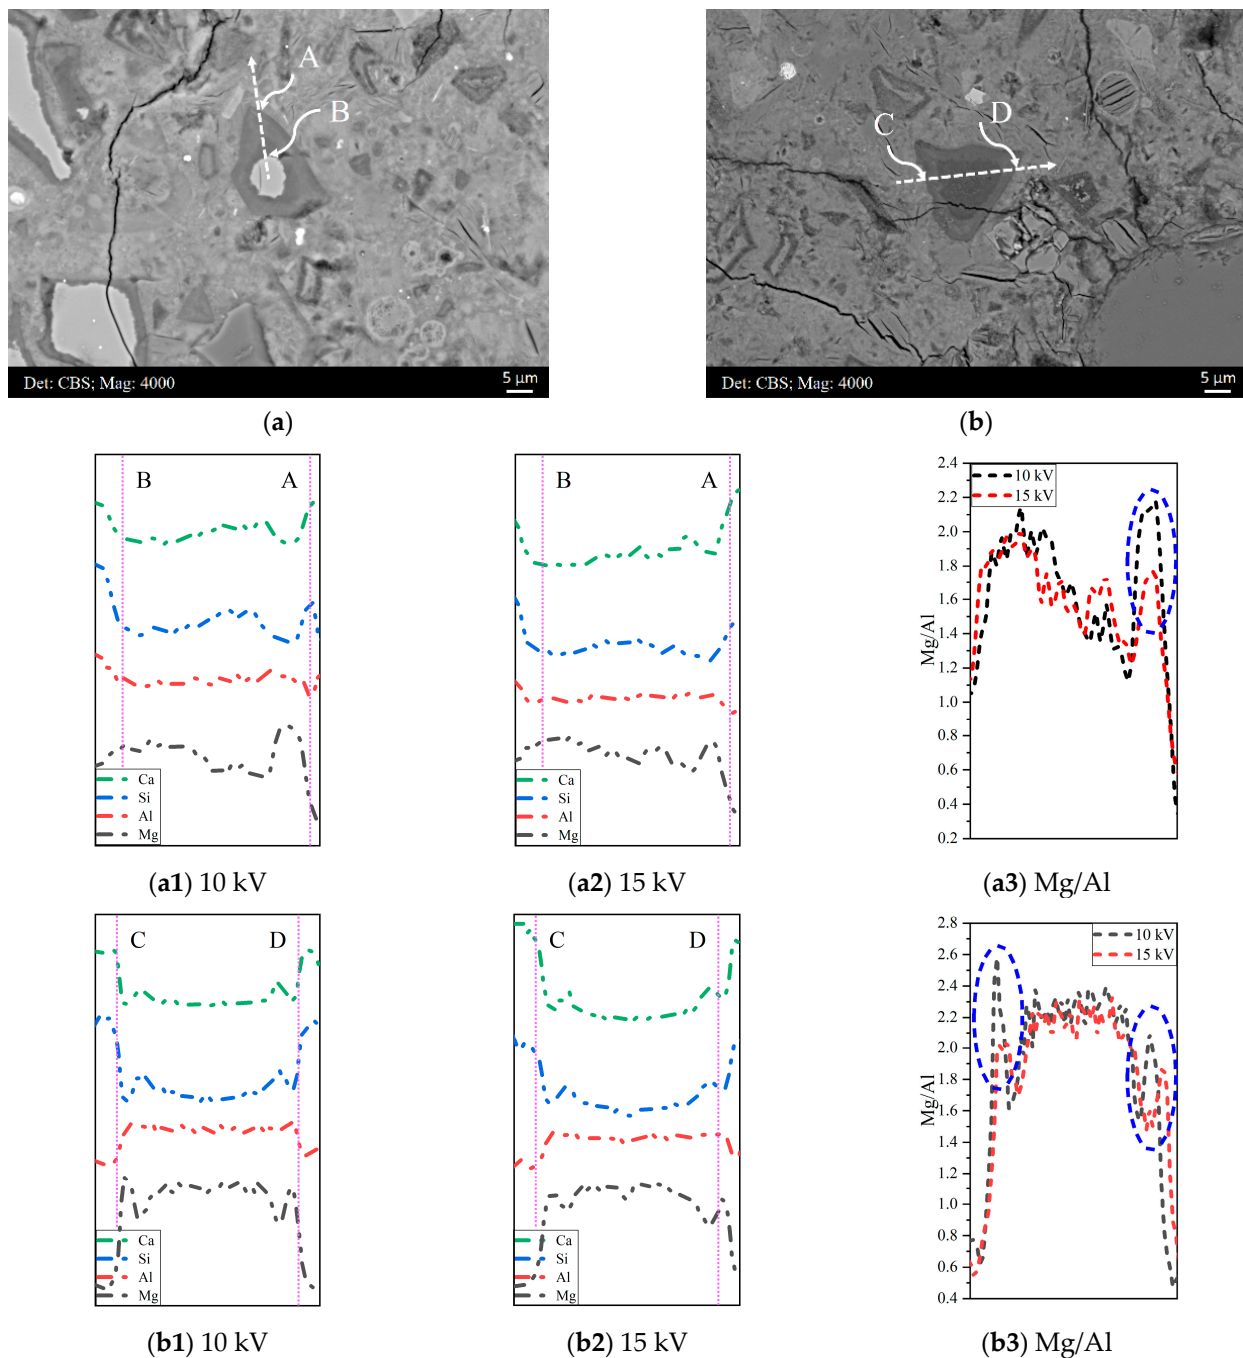 A
B
Det: CBS; Mag: 4000 5 μm
C
D
Det: CBS; Mag: 4000 5 μm
(a)
(b)
B A
Ca
Si
Al
Mg
(a1) 10 kV
B A
Ca
Si
Al
Mg
(a2) 15 kV
2.4
2.2
2.0
1.8
1.6
1.4
1.2
1.0
0.8
0.6
0.4
0.2
Mg/Al
10 kV
15 kV
(a3) Mg/Al
C D
Ca
Si
Al
Mg
(b1) 10 kV
C D
Ca
Si
Al
Mg
(b2) 15 kV
2.8
2.6
2.4
2.2
2.0
1.8
1.6
1.4
1.2
1.0
0.8
0.6
0.4
Mg/Al
10 kV
15 kV
(b3) Mg/Al